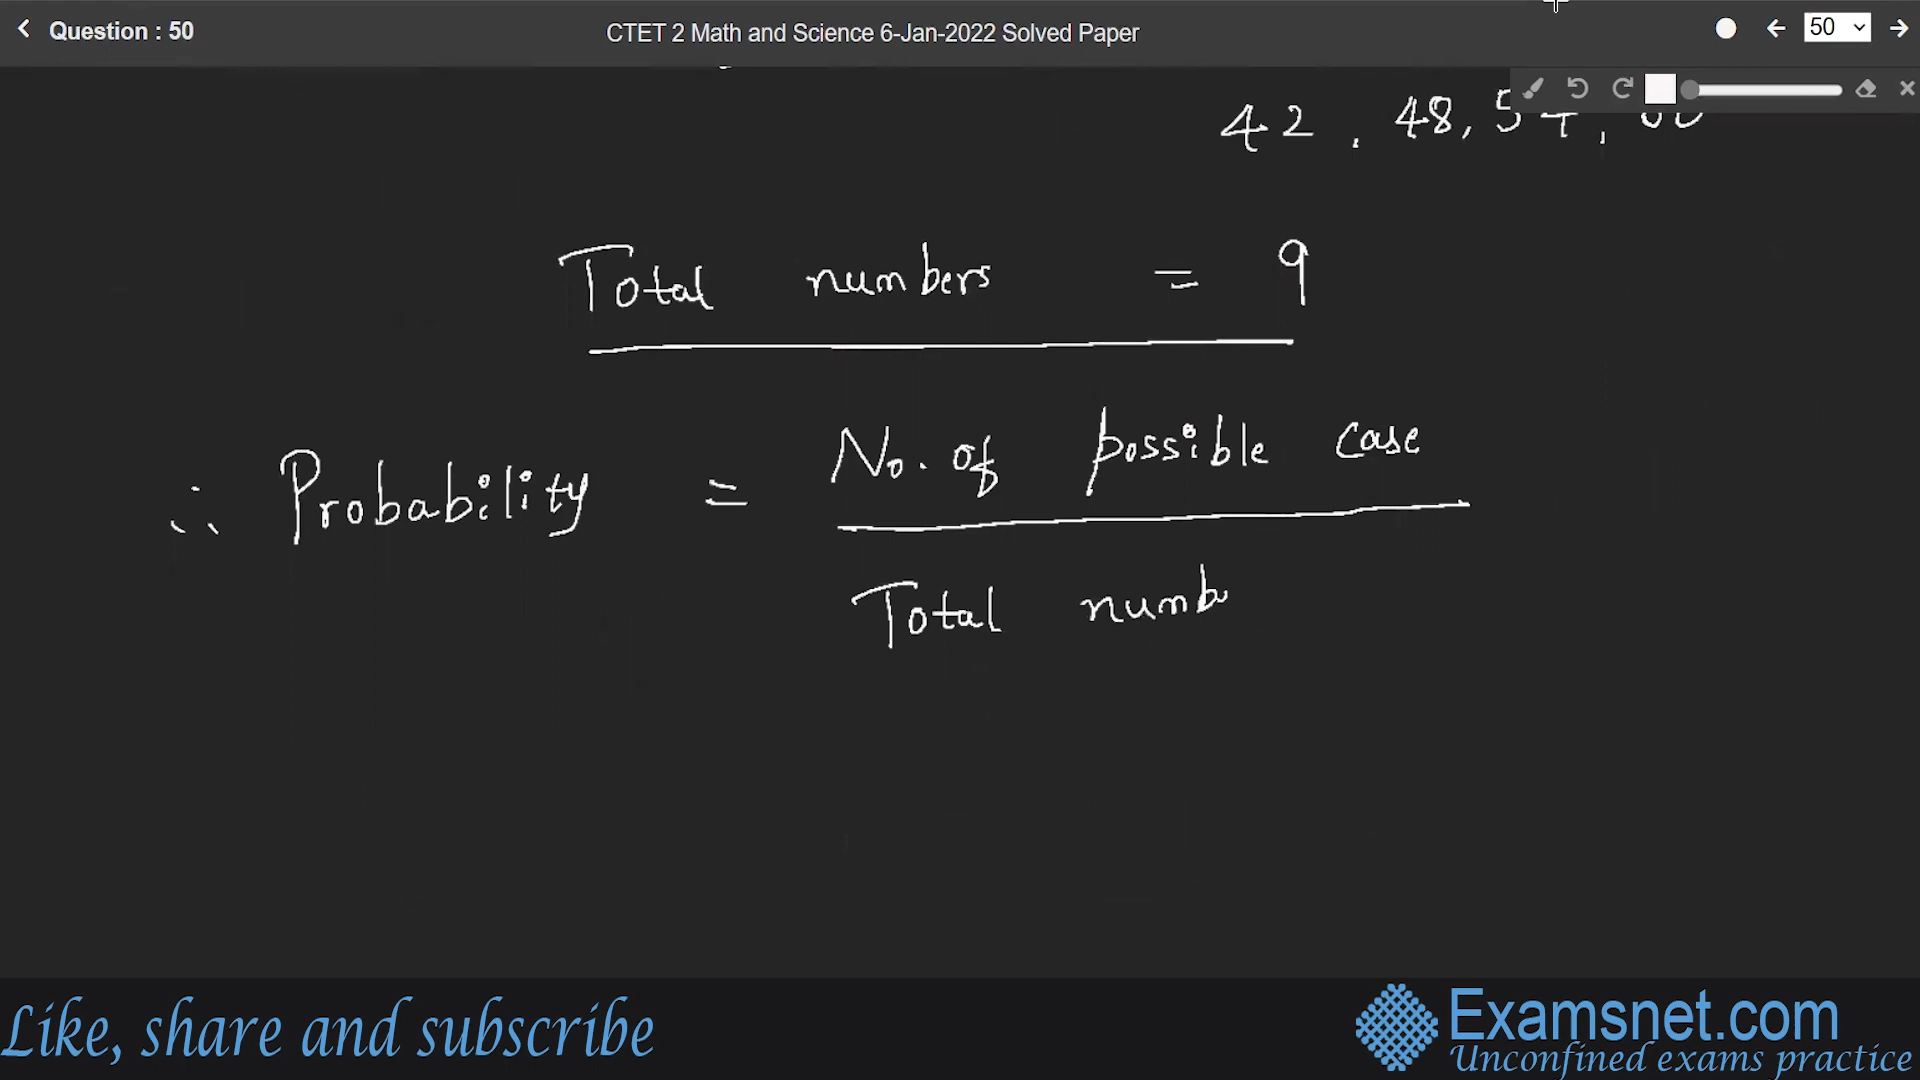 Question : 50
CTET 2 Math and Science 6-Jan-2022 Solved Paper
50
42 , 48, 54,
Total numbers = 9
∴ Probability = No. of possible case
Total numb
Like, share and subscribe
Examsnet.com
Unconfined exams practice